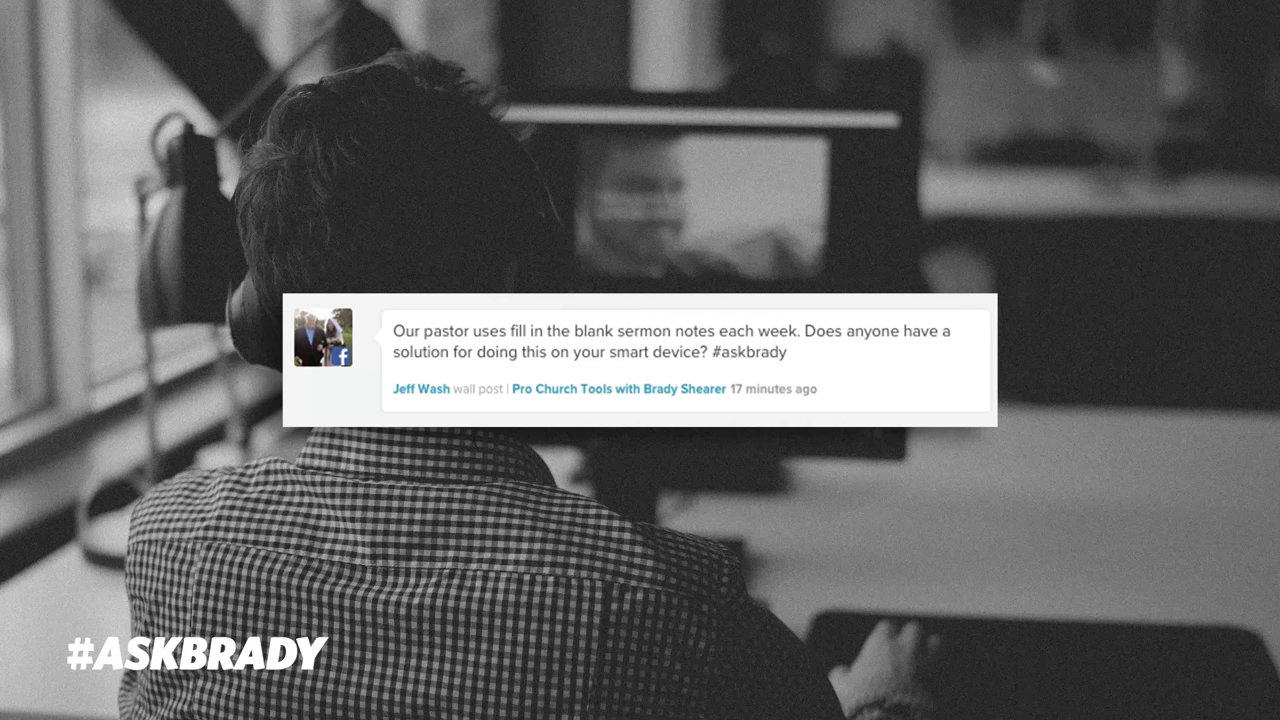 Our pastor uses fill in the blank sermon notes each week. Does anyone have a
solution for doing this on your smart device? #askbrady
Jeff Wash wall post | Pro Church Tools with Brady Shearer 17 minutes ago
#ASKBRADY